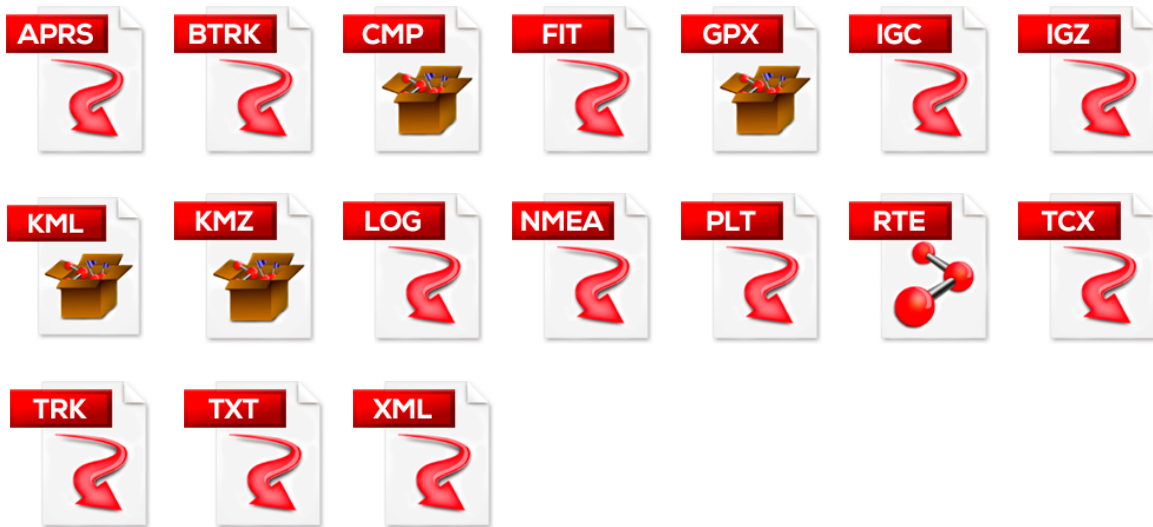 APRS BTRK CMP FIT GPX IGC IGZ
KML KMZ LOG NMEA PLT RTE TCX
TRK TXT XML